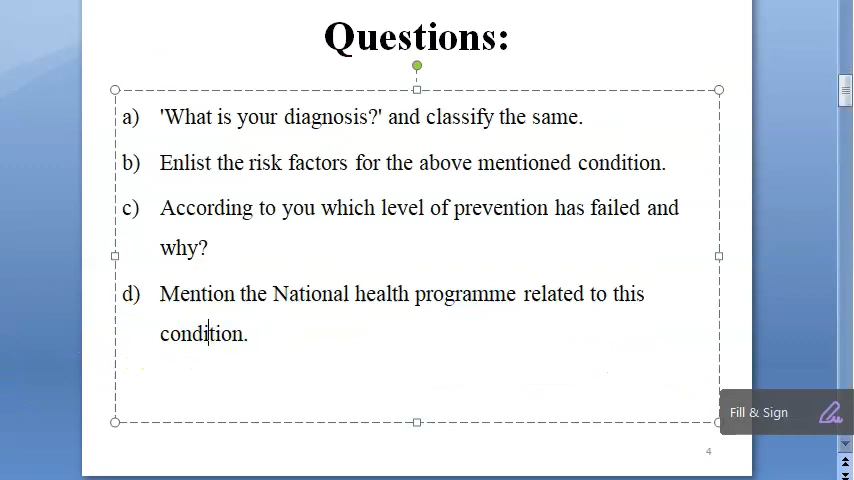 Questions:
a) 'What is your diagnosis?' and classify the same.
b) Enlist the risk factors for the above mentioned condition.
c) According to you which level of prevention has failed and
why?
d) Mention the National health programme related to this
condition.
Fill & Sign
4